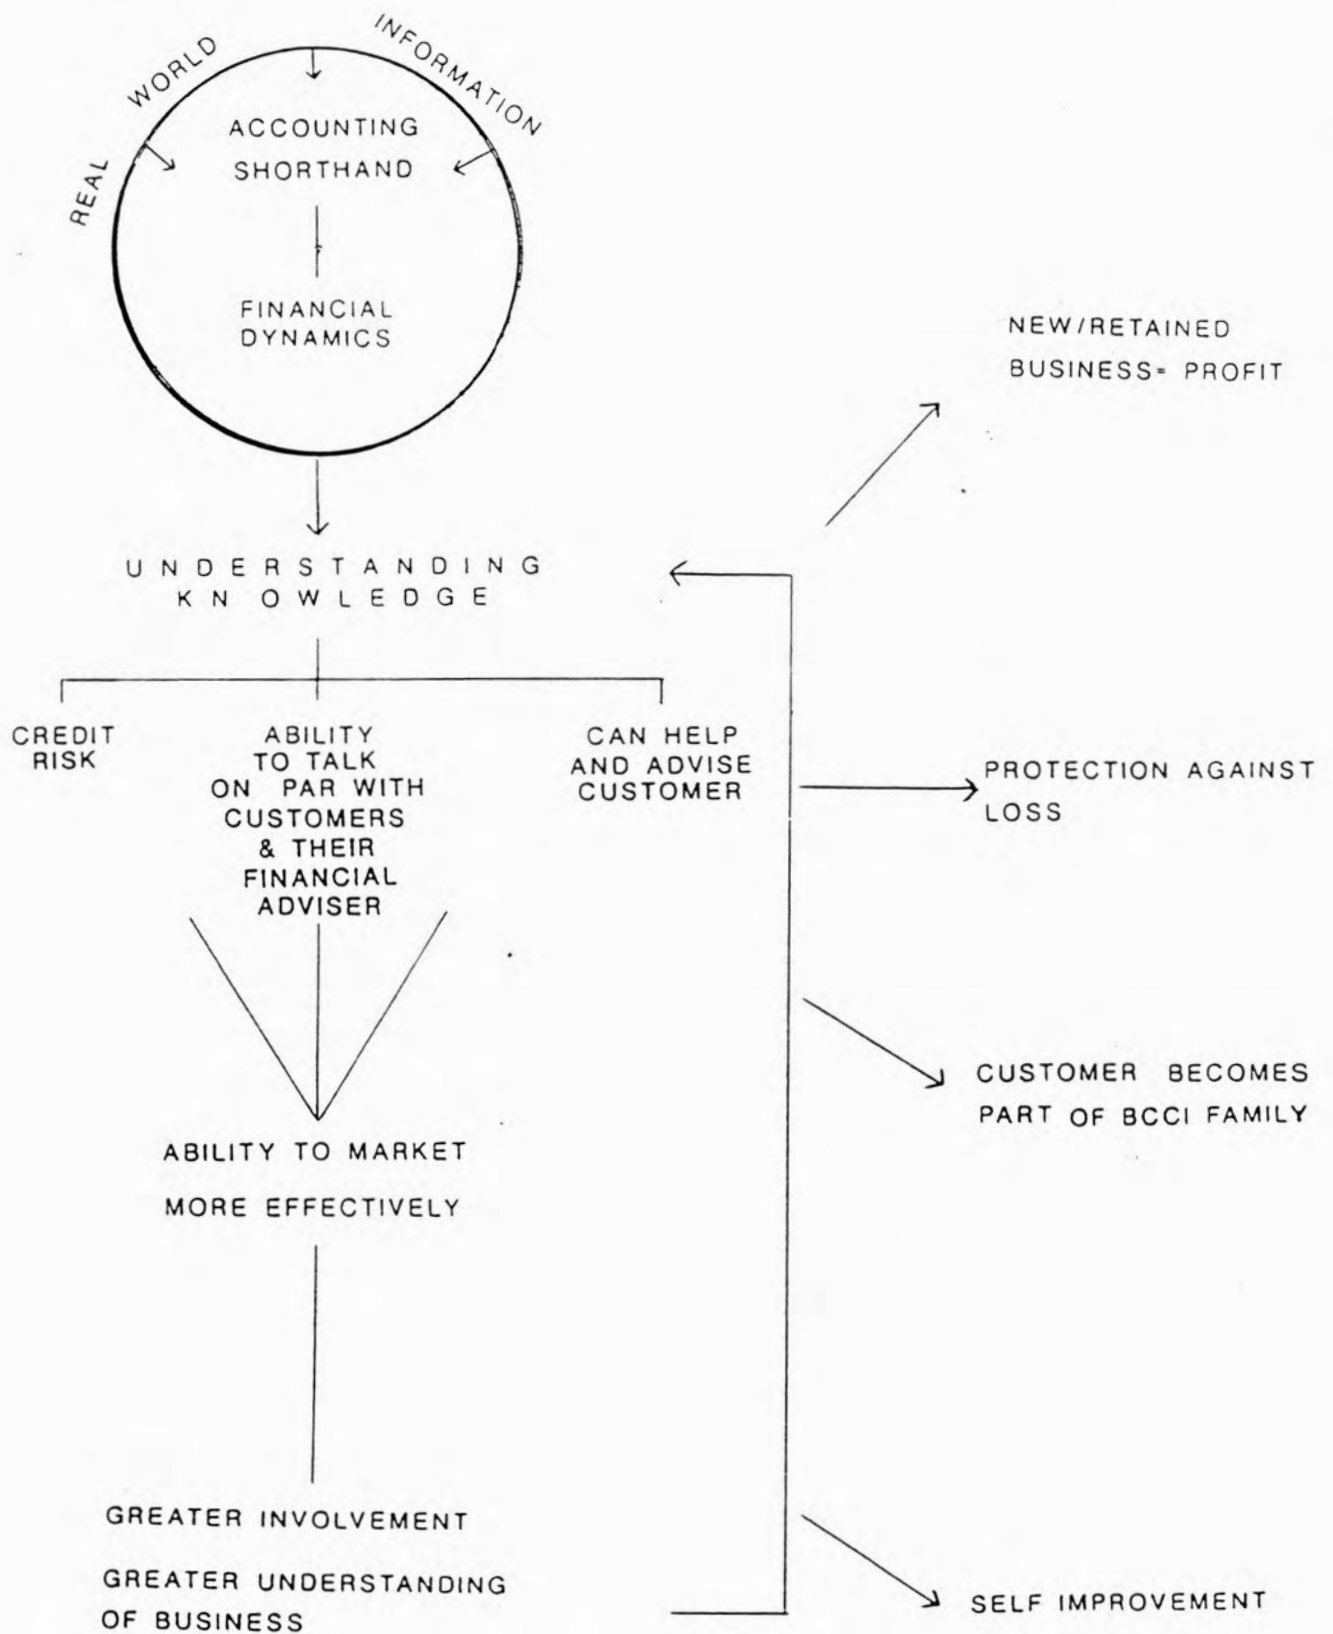 REAL WORLD INFORMATION
ACCOUNTING
SHORTHAND
FINANCIAL
DYNAMICS
UNDERSTANDING
KNOWLEDGE
CREDIT
RISK
ABILITY
TO TALK
ON PAR WITH
CUSTOMERS
& THEIR
FINANCIAL
ADVISER
CAN HELP
AND ADVISE
CUSTOMER
ABILITY TO MARKET
MORE EFFECTIVELY
GREATER INVOLVEMENT
GREATER UNDERSTANDING
OF BUSINESS
NEW/RETAINED
BUSINESS= PROFIT
PROTECTION AGAINST
LOSS
CUSTOMER BECOMES
PART OF BCCI FAMILY
SELF IMPROVEMENT